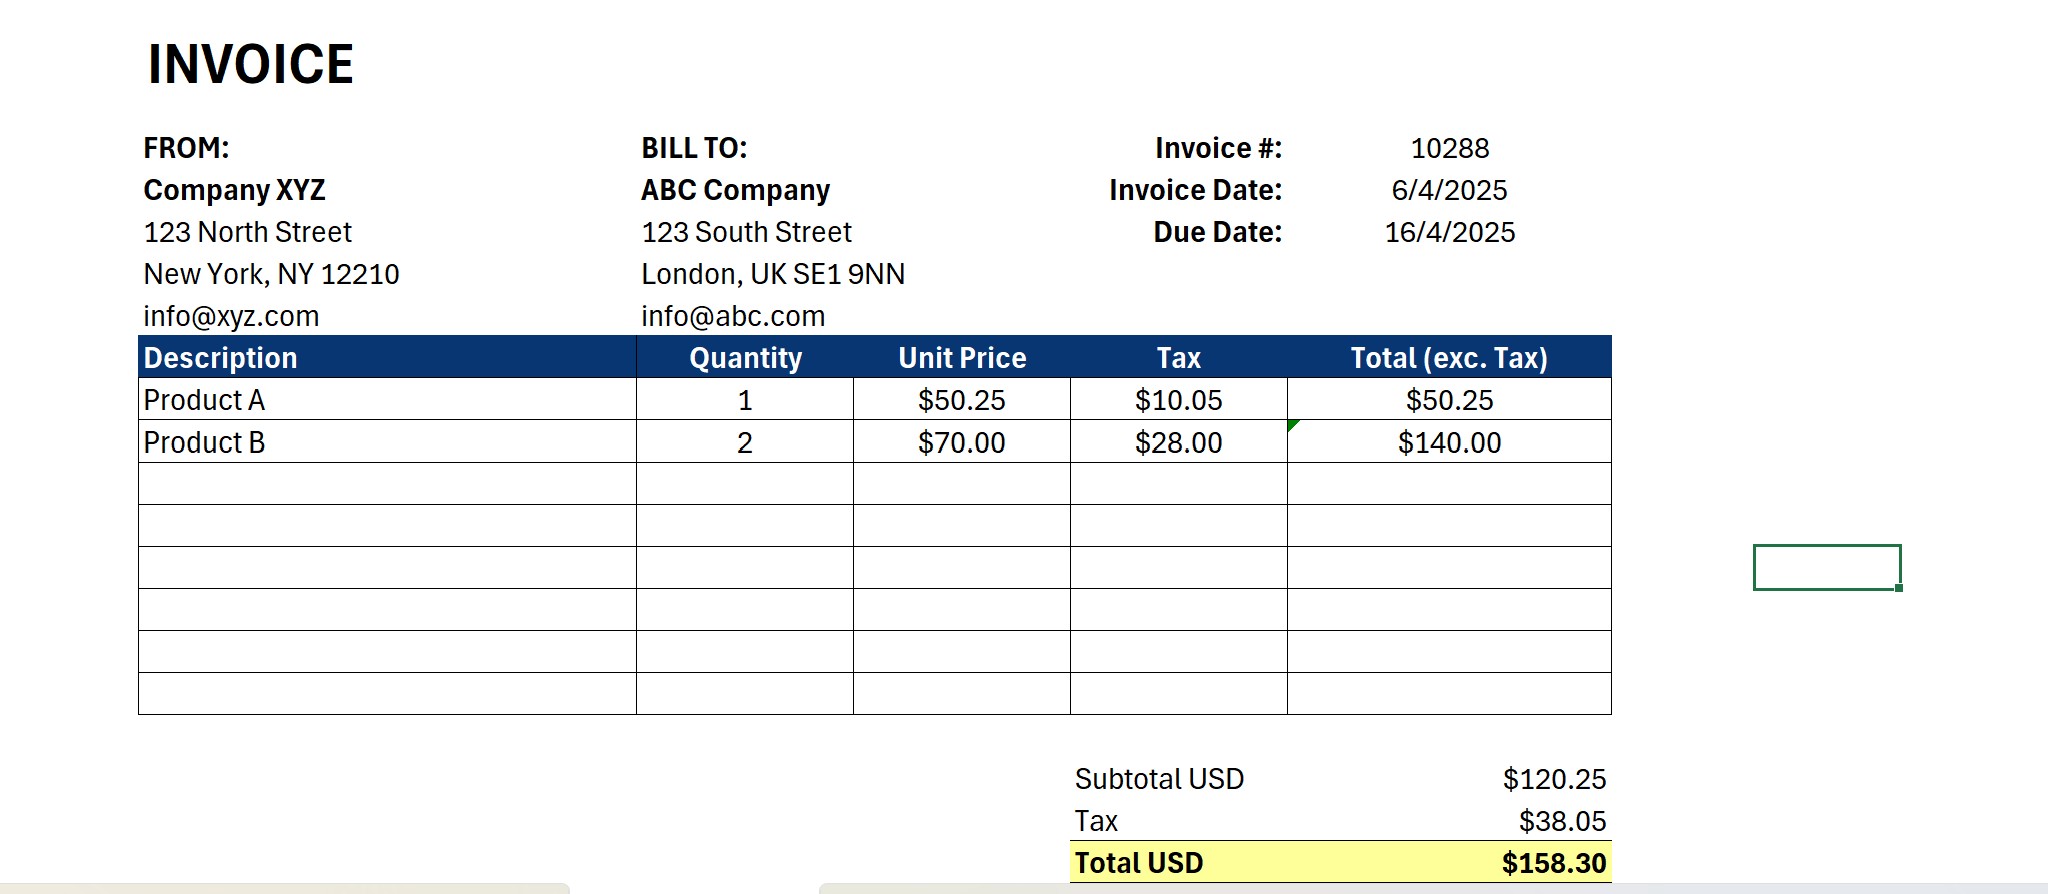 INVOICE
FROM: BILL TO: Invoice #: 10288
Company XYZ ABC Company Invoice Date: 6/4/2025
123 North Street 123 South Street Due Date: 16/4/2025
New York, NY 12210 London, UK SE1 9NN
info@xyz.com info@abc.com
Description Quantity Unit Price Tax Total (exc. Tax)
Product A 1 $50.25 $10.05 $50.25
Product B 2 $70.00 $28.00 $140.00
Subtotal USD $120.25
Tax $38.05
Total USD $158.30